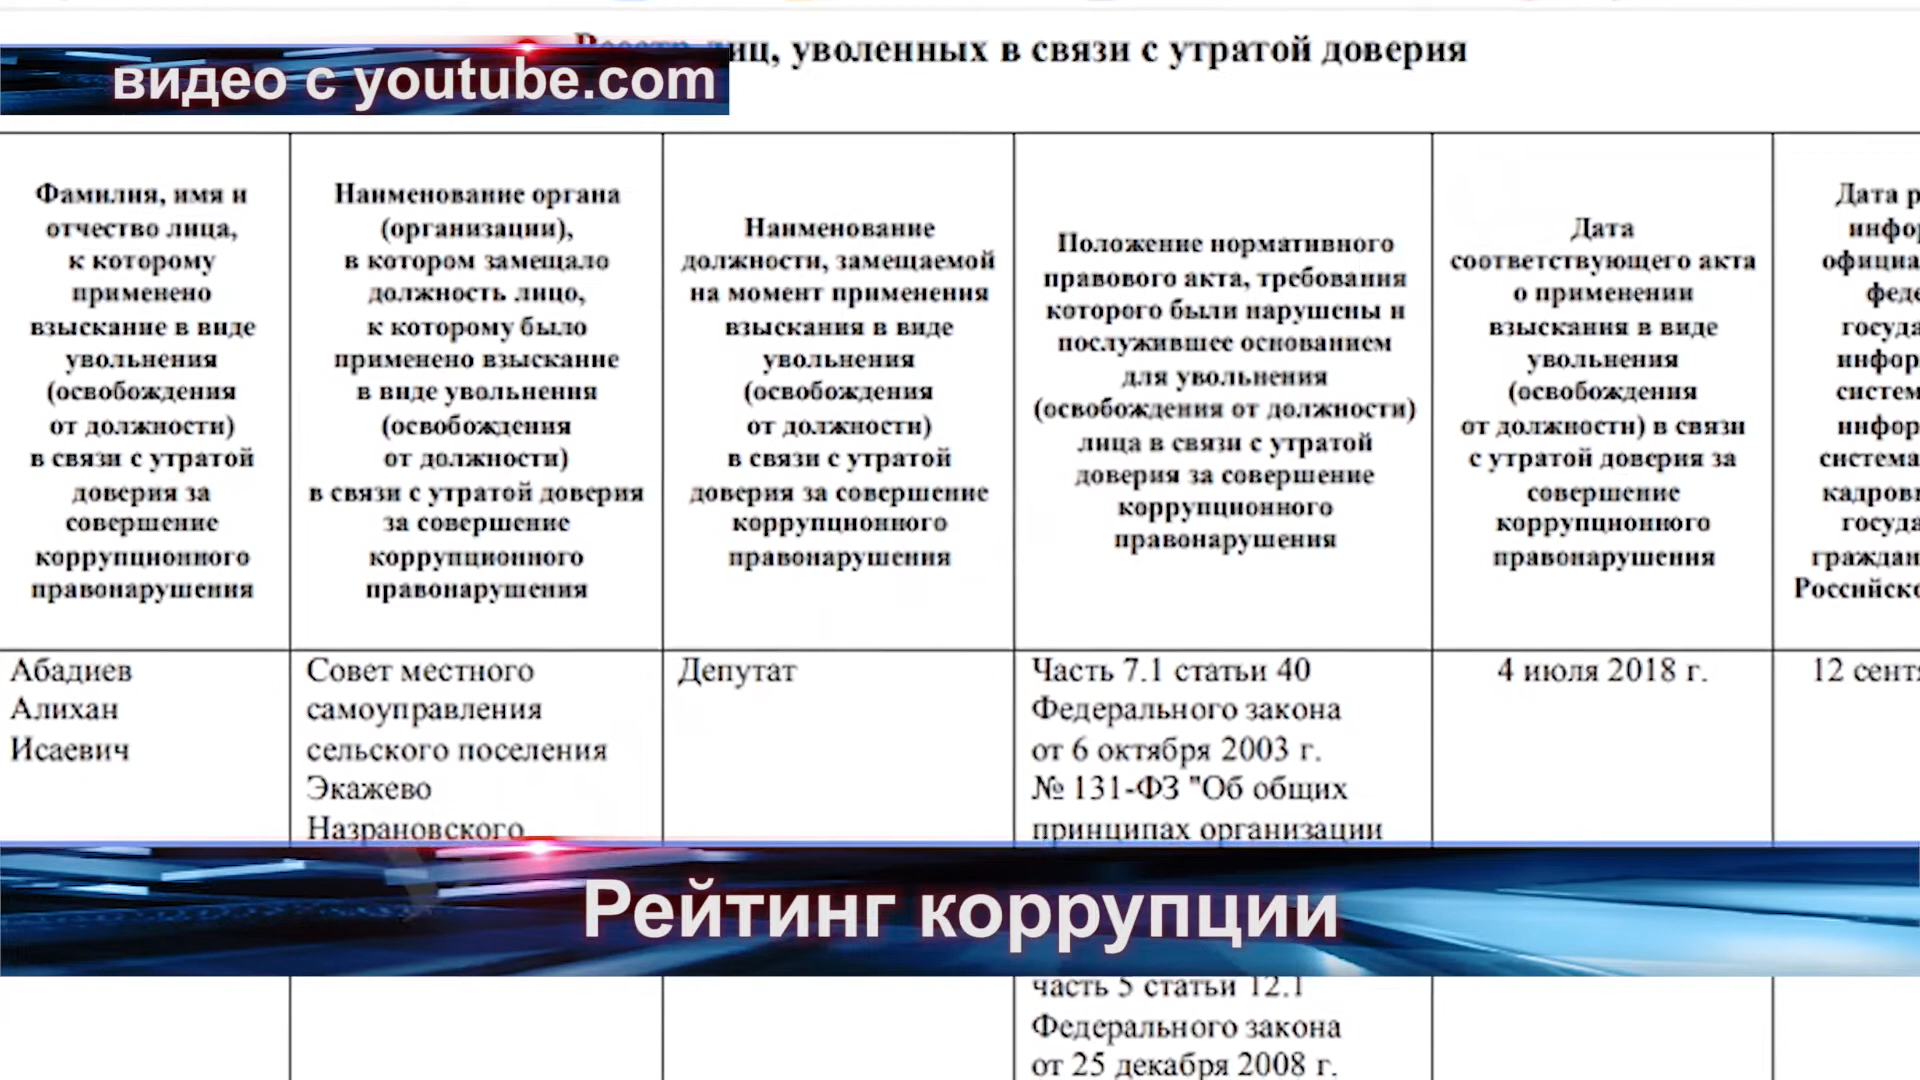 лиц, уволенных в связи с утратой доверия
видео с youtube.com
Фамилия, имя и
отчество лица,
к которому
применено
взыскание в виде
увольнения
(освобождения
от должности)
в связи с утратой
доверия за
совершение
коррупционного
правонарушения
Наименование органа
(организации),
в котором замещало
должность лицо,
к которому было
применено взыскание
в виде увольнения
(освобождения
от должности)
в связи с утратой доверия
за совершение
коррупционного
правонарушения
Наименование
должности, замещаемой
на момент применения
взыскания в виде
увольнения
(освобождения
от должности)
в связи с утратой
доверия за совершение
коррупционного
правонарушения
Положение нормативного
правового акта, требования
которого были нарушены и
послужившее основанием
для увольнения
(освобождения от должности)
лица в связи с утратой
доверия за совершение
коррупционного
правонарушения
Дата
соответствующего акта
о применении
взыскания в виде
увольнения
(освобождения
от должности) в связи
с утратой доверия за
совершение
коррупционного
правонарушения
Дата
Абадиев
Алихан
Исаевич
Совет местного
самоуправления
сельского поселения
Экажево
Назрановского
Депутат
Часть 7.1 статьи 40
Федерального закона
от 6 октября 2003 г.
№ 131-ФЗ "Об общих
принципах организации
4 июля 2018 г.
12
Рейтинг коррупции
часть 5 статьи 12.1
Федерального закона
от 25 декабря 2008 г.